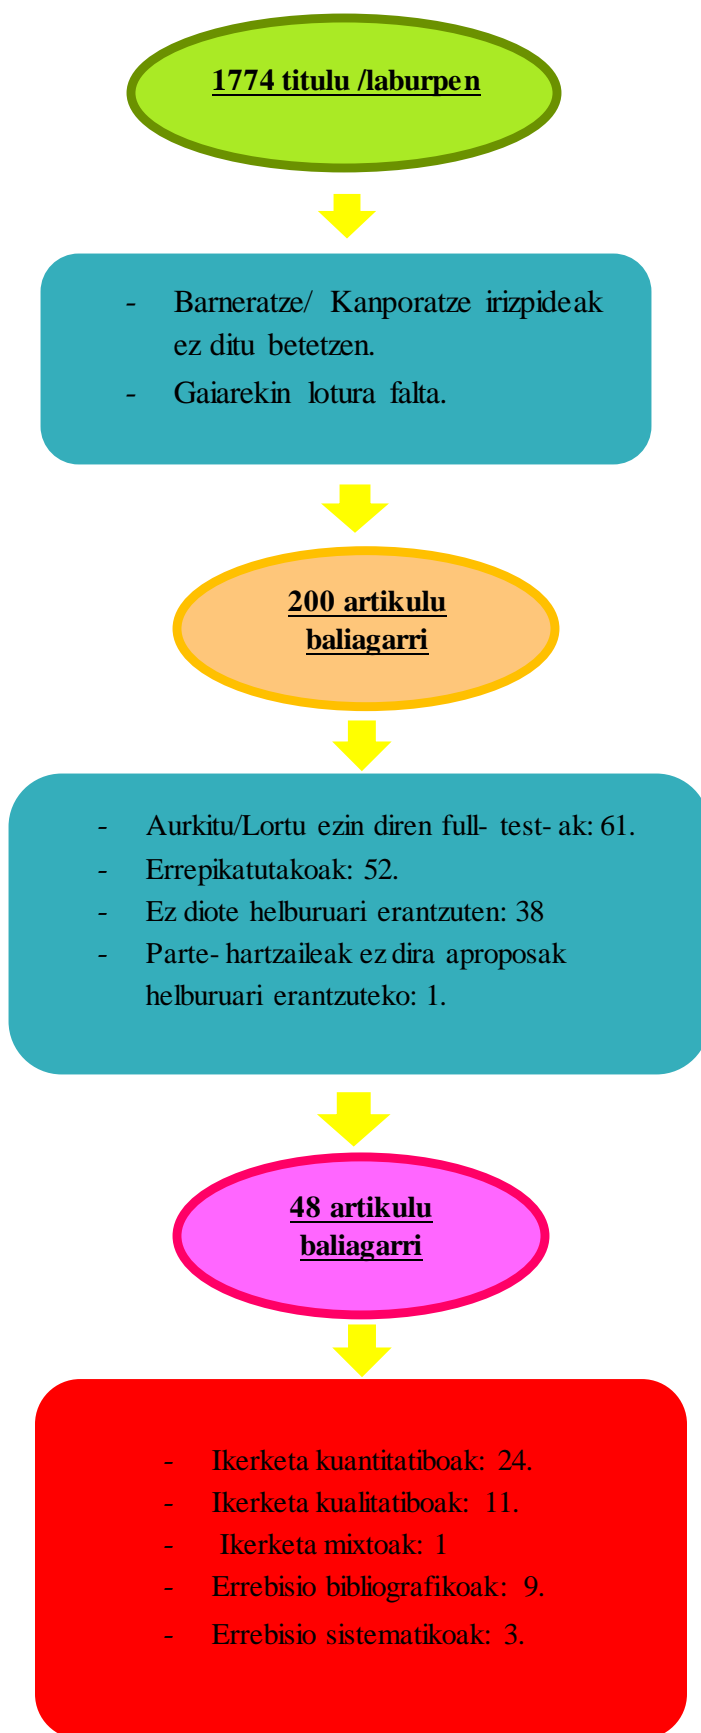 1774 titulu /laburpen
- Barneratze/ Kanporatze irizpideak
ez ditu betetzen.
- Gaiarekin lotura falta.
200 artikulu
baliagarri
- Aurkitu/Lortu ezin diren full- test- ak: 61.
- Errepikatutakoak: 52.
- Ez diote helburuari erantzuten: 38
- Parte- hartzaileak ez dira aproposak
helburuari erantzuteko: 1.
48 artikulu
baliagarri
- Ikerketa kuantitatiboak: 24.
- Ikerketa kualitatiboak: 11.
- Ikerketa mixtoak: 1
- Errebisio bibliografikoak: 9.
- Errebisio sistematikoak: 3.